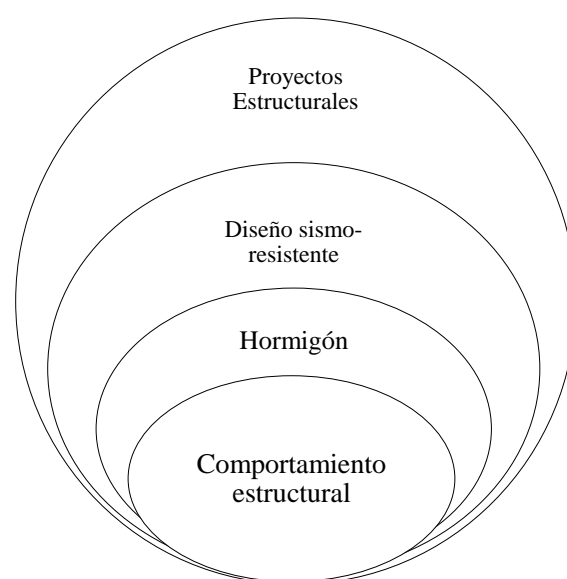 Proyectos
Estructurales
Diseño sismo-
resistente
Hormigón
Comportamiento
estructural